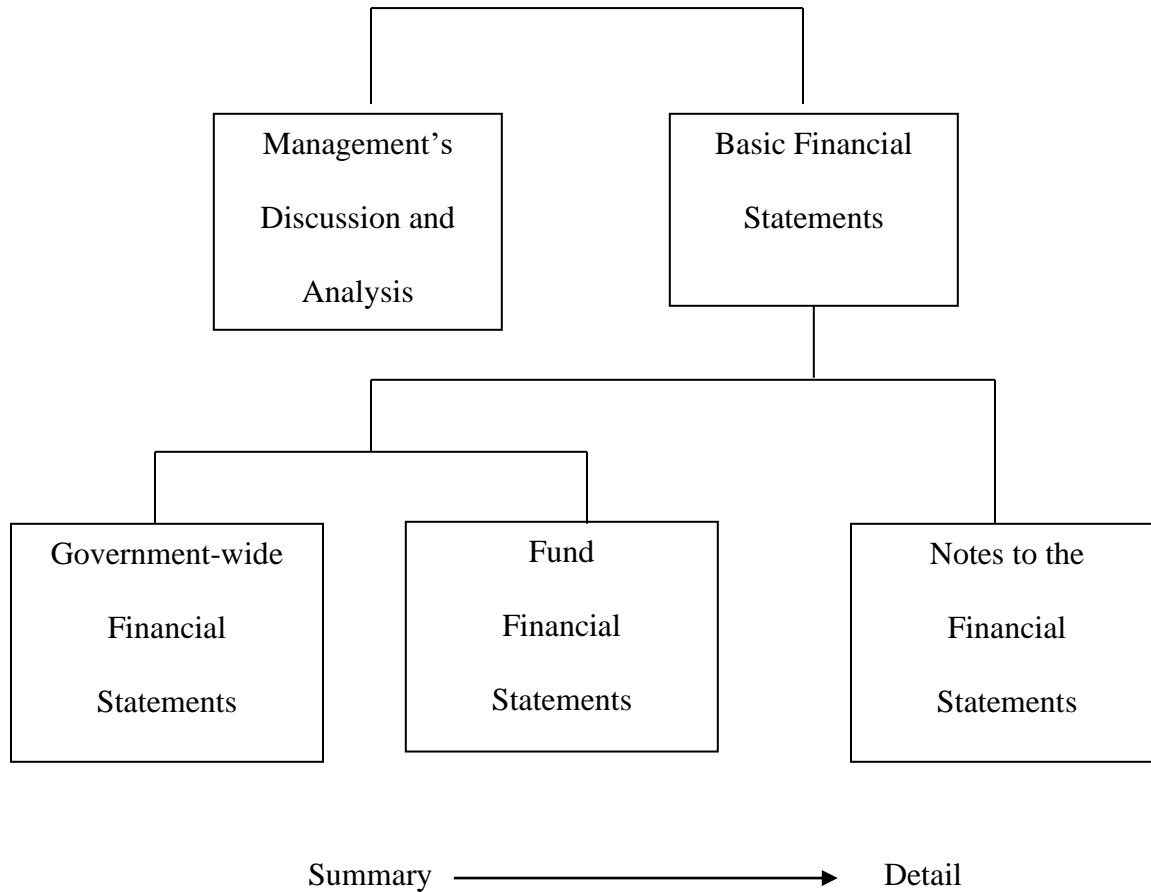 Management’s
Discussion and
Analysis
Basic Financial
Statements
Government-wide
Financial
Statements
Fund
Financial
Statements
Notes to the
Financial
Statements
Summary
Detail